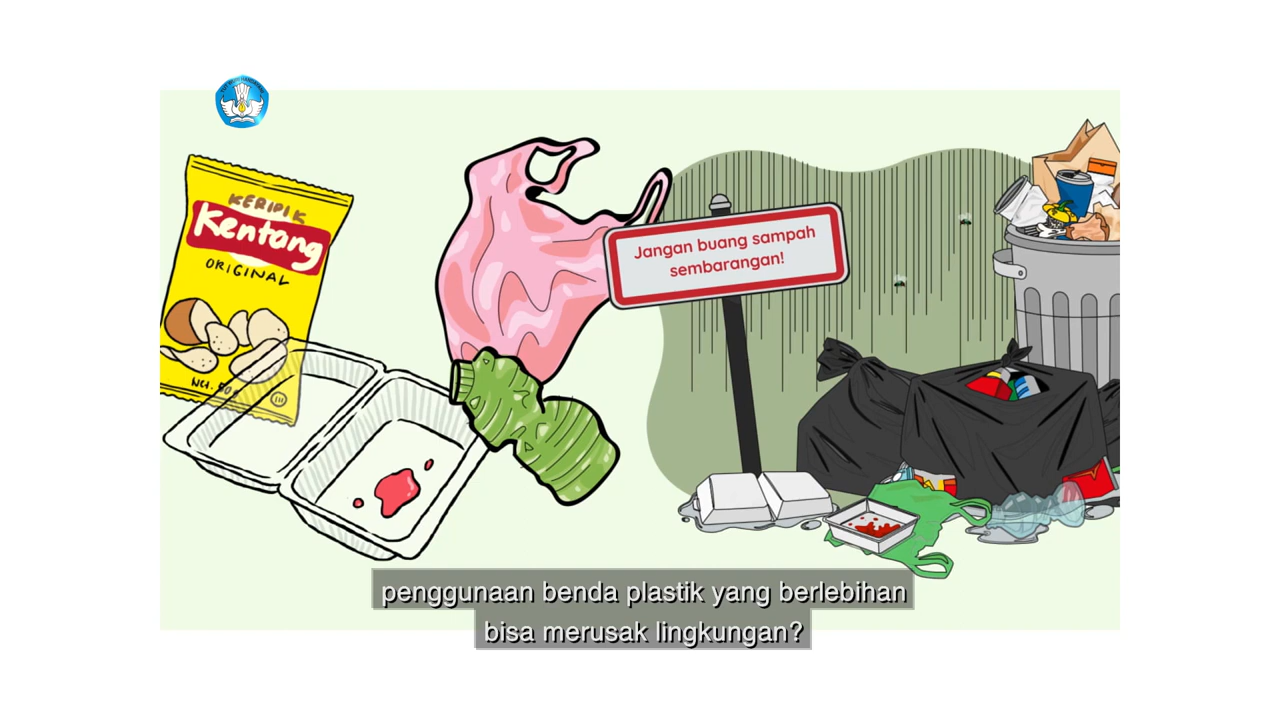 KERIPIK
Kentang
ORIGINAL
Jangan buang sampah
sembarangan!
penggunaan benda plastik yang berlebihan
bisa merusak lingkungan?